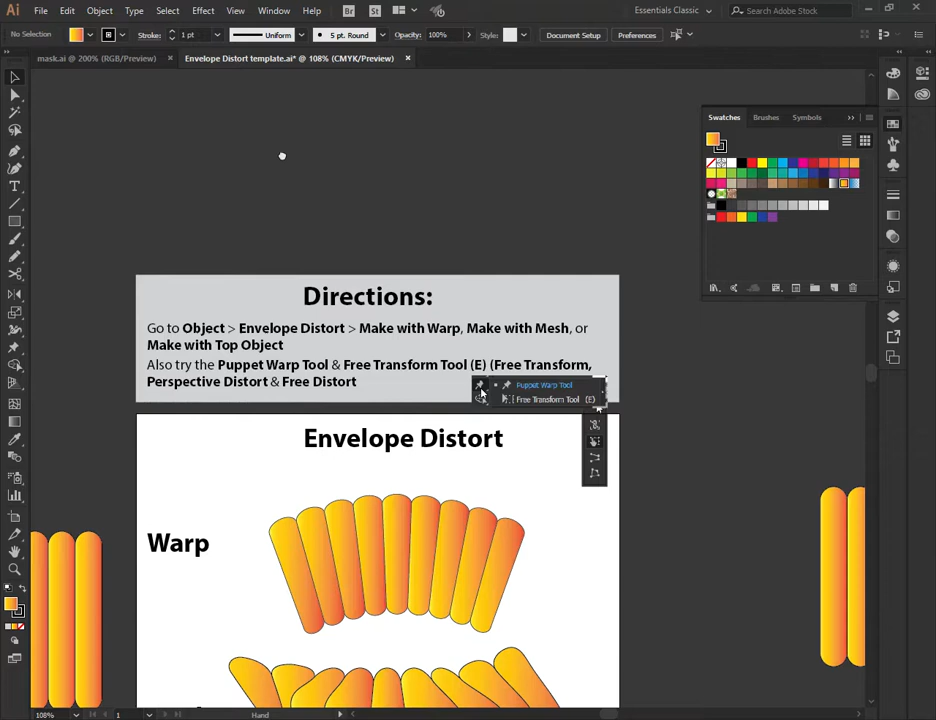 Ai File Edit Object Type Select Effect View Window Help Br St Essentials Classic Search Adobe Stock
No Selection Stroke: 1 pt Uniform 5 pt. Round Opacity: 100% Style: Document Setup Preferences
mask.ai @ 200% (RGB/Preview) × Envelope Distort template.ai* @ 108% (CMYK/Preview) ×
Swatches Brushes Symbols
Directions:
Go to Object > Envelope Distort > Make with Warp, Make with Mesh, or
Make with Top Object
Also try the Puppet Warp Tool & Free Transform Tool (E) (Free Transform,
Perspective Distort & Free Distort
Puppet Warp Tool
Free Transform Tool (E)
Envelope Distort
Warp
108% 1 Hand